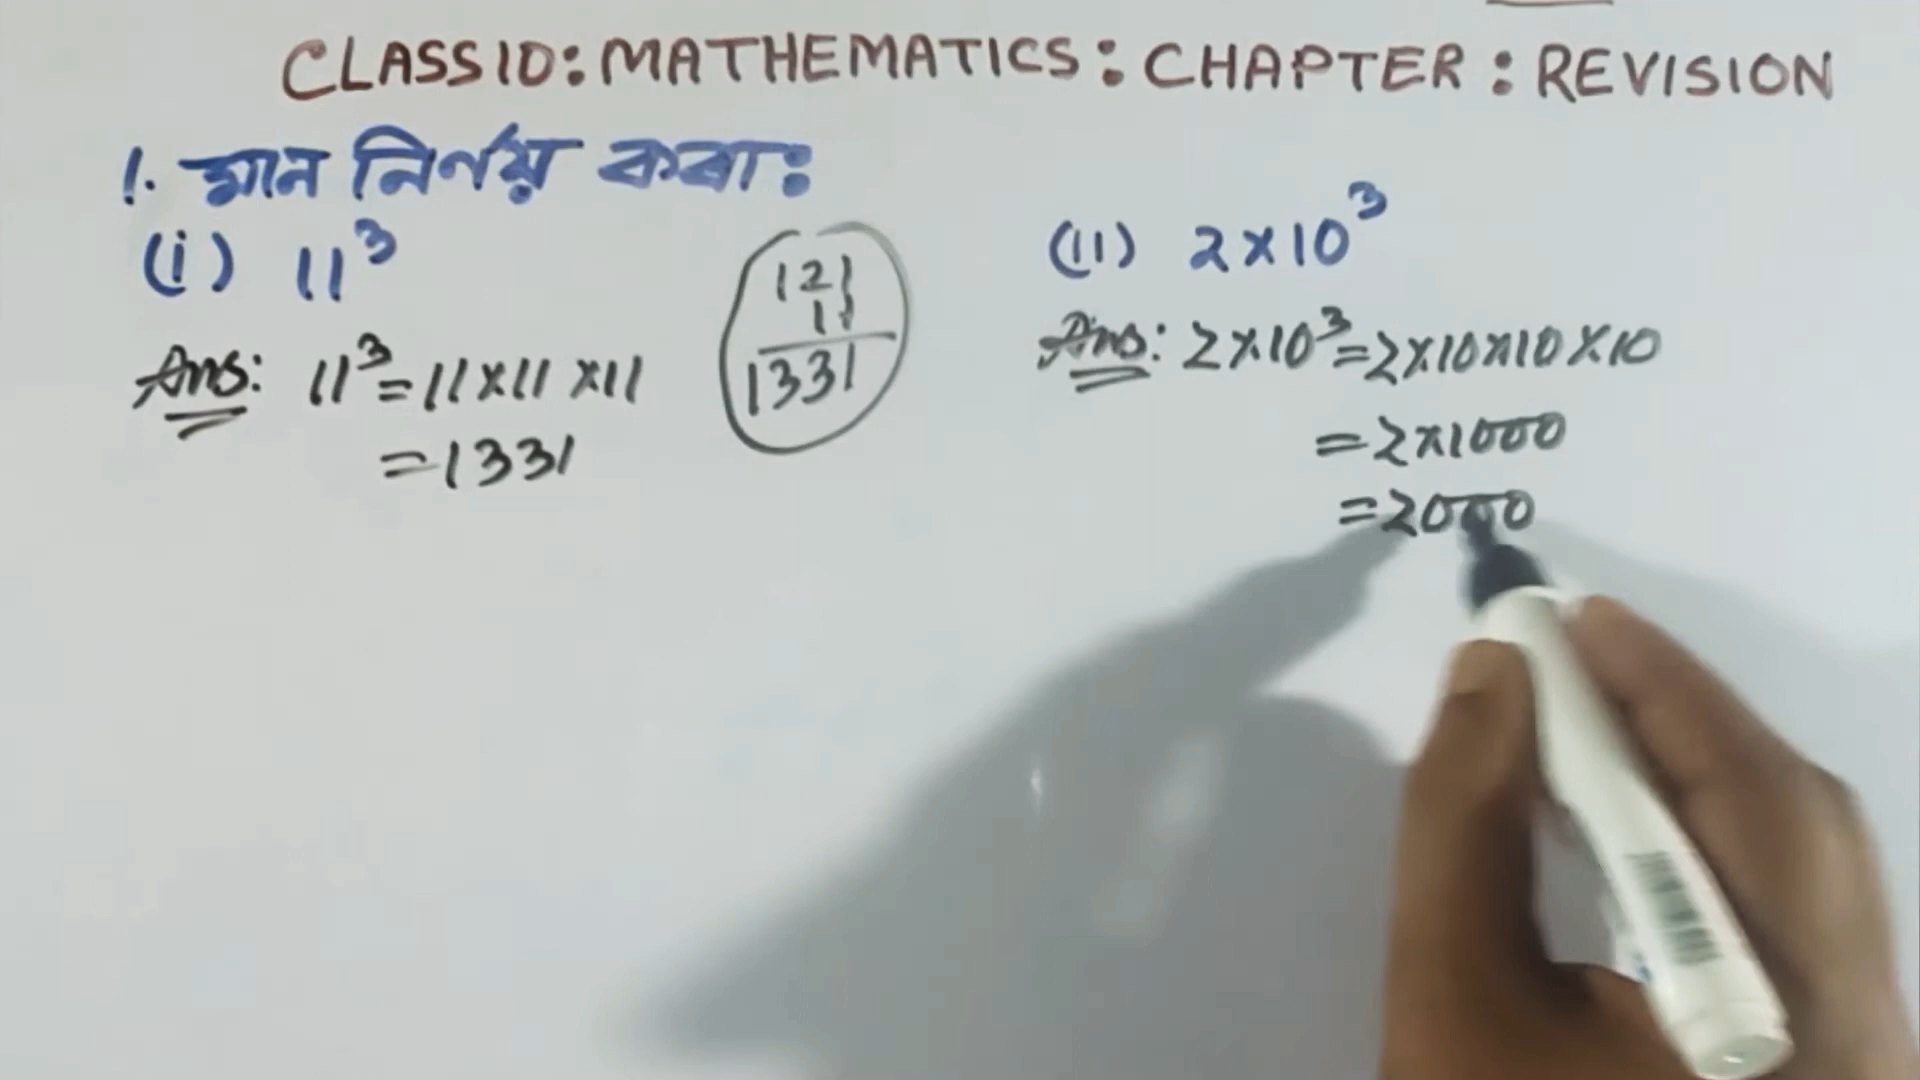 CLASS 10: MATHEMATICS: CHAPTER: REVISION
1. মান নিৰ্ণয় কৰা:
(i) 11³
Ans: 11³=11×11×11
=1331
121
11
1331
(ii) 2×10³
Ans: 2×10³=2×10×10×10
=2×1000
=2000